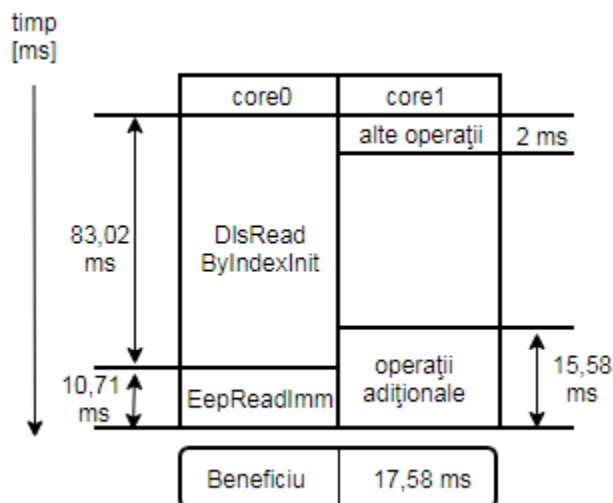 timp
[ms]
core0
core1
alte operaţii
2 ms
83,02
ms
DlsRead
ByIndexInit
10,71
ms
EepReadImm
operaţii
adiţionale
15,58
ms
Beneficiu
17,58 ms